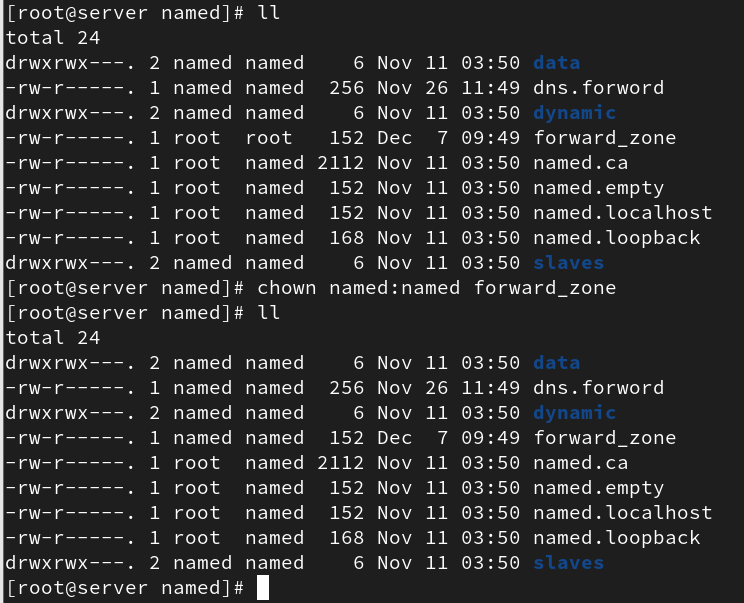 [root@server named]# ll
total 24
drwxrwx---. 2 named named    6 Nov 11 03:50 data
-rw-r-----. 1 named named  256 Nov 26 11:49 dns.forword
drwxrwx---. 2 named named    6 Nov 11 03:50 dynamic
-rw-r-----. 1 root  root   152 Dec  7 09:49 forward_zone
-rw-r-----. 1 root  named 2112 Nov 11 03:50 named.ca
-rw-r-----. 1 root  named  152 Nov 11 03:50 named.empty
-rw-r-----. 1 root  named  152 Nov 11 03:50 named.localhost
-rw-r-----. 1 root  named  168 Nov 11 03:50 named.loopback
drwxrwx---. 2 named named    6 Nov 11 03:50 slaves
[root@server named]# chown named:named forward_zone
[root@server named]# ll
total 24
drwxrwx---. 2 named named    6 Nov 11 03:50 data
-rw-r-----. 1 named named  256 Nov 26 11:49 dns.forword
drwxrwx---. 2 named named    6 Nov 11 03:50 dynamic
-rw-r-----. 1 named named  152 Dec  7 09:49 forward_zone
-rw-r-----. 1 root  named 2112 Nov 11 03:50 named.ca
-rw-r-----. 1 root  named  152 Nov 11 03:50 named.empty
-rw-r-----. 1 root  named  152 Nov 11 03:50 named.localhost
-rw-r-----. 1 root  named  168 Nov 11 03:50 named.loopback
drwxrwx---. 2 named named    6 Nov 11 03:50 slaves
[root@server named]#